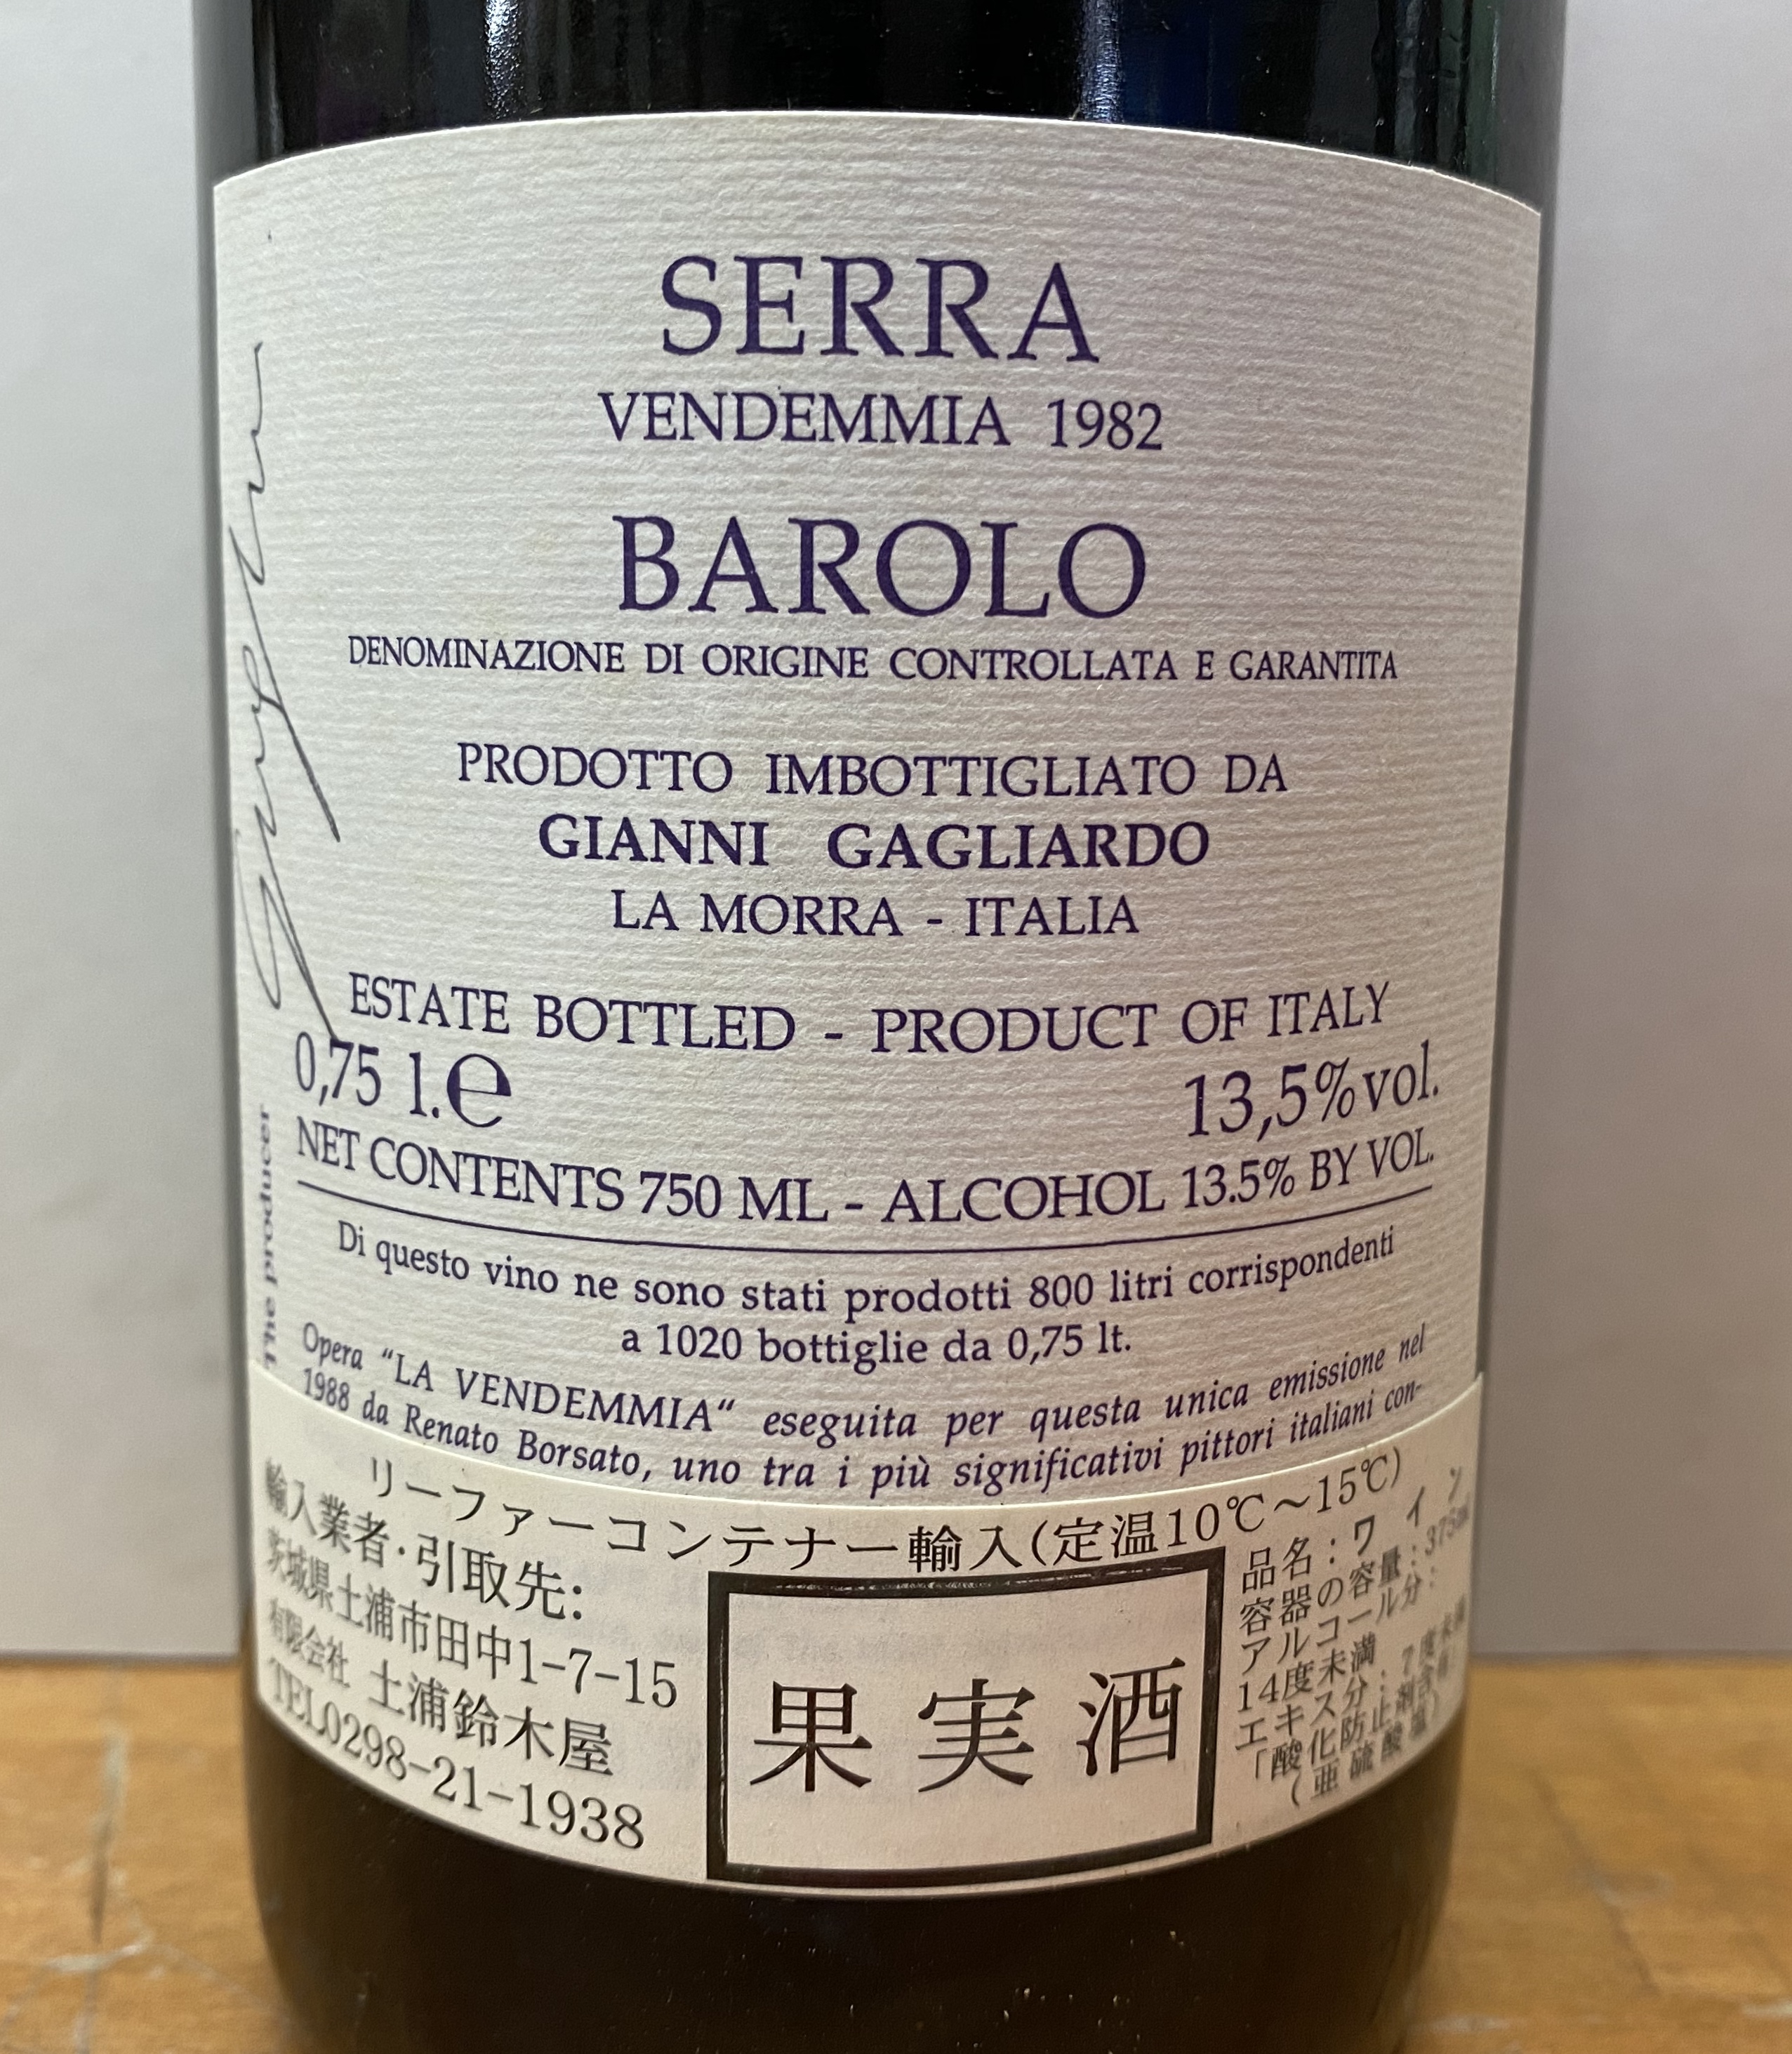 SERRA
VENDEMMIA 1982
BAROLO
DENOMINAZIONE DI ORIGINE CONTROLLATA E GARANTITA
PRODOTTO IMBOTTIGLIATO DA
GIANNI GAGLIARDO
LA MORRA - ITALIA
ESTATE BOTTLED - PRODUCT OF ITALY
0,75 l.e 13,5%vol.
NET CONTENTS 750 ML - ALCOHOL 13.5% BY VOL.
Di questo vino ne sono stati prodotti 800 litri corrispondenti
a 1020 bottiglie da 0,75 lt.
Opera “LA VENDEMMIA“ eseguita per questa unica emissione nel
1988 da Renato Borsato, uno tra i più significativi pittori italiani con-
The producer
リーファーコンテナー輸入(定温10℃～15℃)
輸入業者・引取先:
茨城県土浦市田中1-7-15
有限会社 土浦鈴木屋
TEL0298-21-1938
果実酒
品名：ワイン
容器の容量：375ml
アルコール分：
14度未満
エキス分：7度未満
「酸化防止剤含有」
(亜硫酸塩)